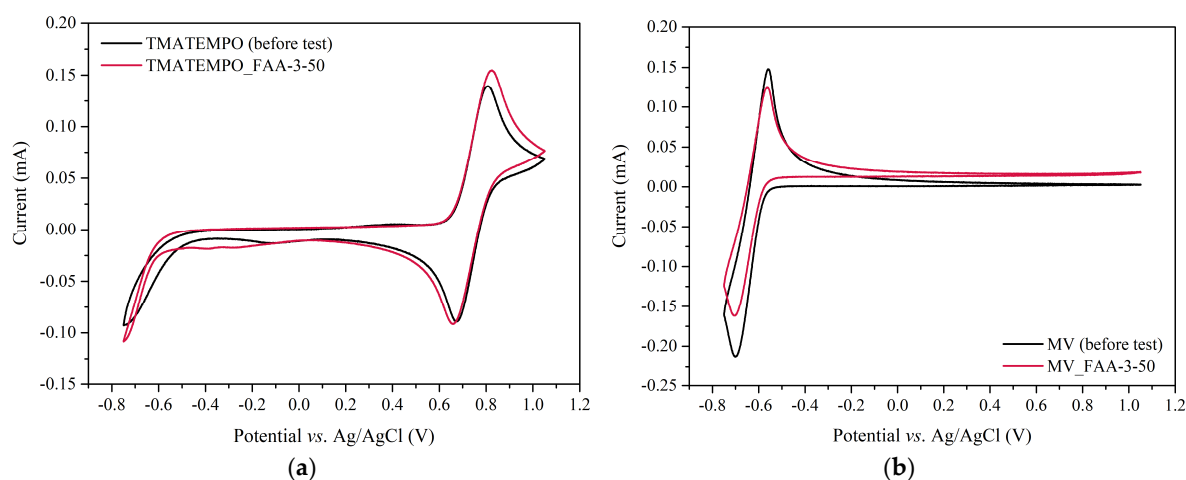 0.20
0.15
0.10
0.05
0.00
-0.05
-0.10
-0.15
Current (mA)
TMATEMPO (before test)
TMATEMPO_FAA-3-50
-0.8 -0.6 -0.4 -0.2 0.0 0.2 0.4 0.6 0.8 1.0 1.2
Potential vs. Ag/AgCl (V)
(a)
0.20
0.15
0.10
0.05
0.00
-0.05
-0.10
-0.15
-0.20
-0.25
Current (mA)
MV (before test)
MV_FAA-3-50
-0.8 -0.6 -0.4 -0.2 0.0 0.2 0.4 0.6 0.8 1.0 1.2
Potential vs. Ag/AgCl (V)
(b)